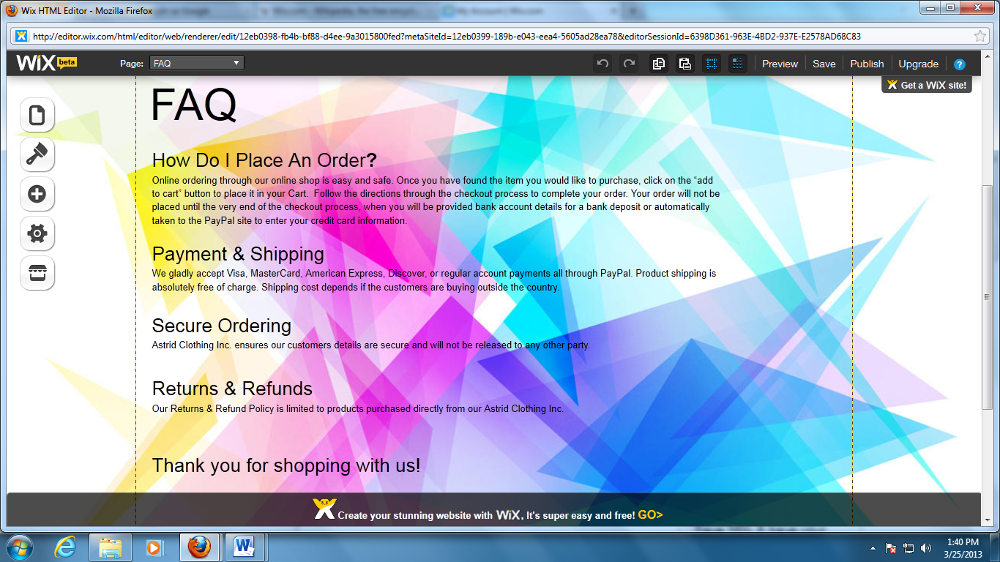 Wix HTML Editor - Mozilla Firefox
http://editor.wix.com/html/editor/web/renderer/edit/12eb0398-fb4b-bf88-d4ee-9a3015800fed?metaSiteId=12eb0399-189b-e043-eea4-5605ad28ea78&editorSessionId=6398D361-963E-4BD2-937E-E2578AD68C83
WiX beta Page: FAQ Preview Save Publish Upgrade ?
Get a WiX site!
FAQ
How Do I Place An Order?
Online ordering through our online shop is easy and safe. Once you have found the item you would like to purchase, click on the “add
to cart” button to place it in your Cart.  Follow the directions through the checkout process to complete your order. Your order will not be
placed until the very end of the checkout process, when you will be provided bank account details for a bank deposit or automatically
taken to the PayPal site to enter your credit card information.
Payment & Shipping
We gladly accept Visa, MasterCard, American Express, Discover, or regular account payments all through PayPal. Product shipping is
absolutely free of charge. Shipping cost depends if the customers are buying outside the country.
Secure Ordering
Astrid Clothing Inc. ensures our customers details are secure and will not be released to any other party.
Returns & Refunds
Our Returns & Refund Policy is limited to products purchased directly from our Astrid Clothing Inc.
Thank you for shopping with us!
Create your stunning website with WiX. It's super easy and free! GO>
1:40 PM
3/25/2013